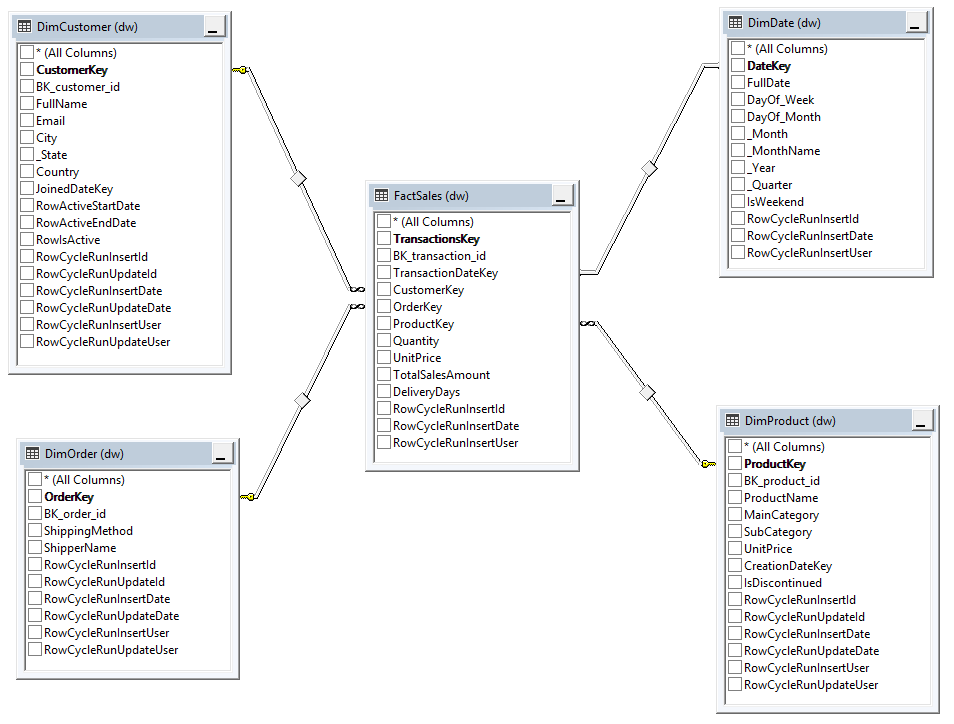 DimCustomer (dw)
* (All Columns)
CustomerKey
BK_customer_id
FullName
Email
City
_State
Country
JoinedDateKey
RowActiveStartDate
RowActiveEndDate
RowIsActive
RowCycleRunInsertId
RowCycleRunUpdateId
RowCycleRunInsertDate
RowCycleRunUpdateDate
RowCycleRunInsertUser
RowCycleRunUpdateUser
DimDate (dw)
* (All Columns)
DateKey
FullDate
DayOf_Week
DayOf_Month
_Month
_MonthName
_Year
_Quarter
IsWeekend
RowCycleRunInsertId
RowCycleRunInsertDate
RowCycleRunInsertUser
FactSales (dw)
* (All Columns)
TransactionsKey
BK_transaction_id
TransactionDateKey
CustomerKey
OrderKey
ProductKey
Quantity
UnitPrice
TotalSalesAmount
DeliveryDays
RowCycleRunInsertId
RowCycleRunInsertDate
RowCycleRunInsertUser
DimOrder (dw)
* (All Columns)
OrderKey
BK_order_id
ShippingMethod
ShipperName
RowCycleRunInsertId
RowCycleRunUpdateId
RowCycleRunInsertDate
RowCycleRunUpdateDate
RowCycleRunInsertUser
RowCycleRunUpdateUser
DimProduct (dw)
* (All Columns)
ProductKey
BK_product_id
ProductName
MainCategory
SubCategory
UnitPrice
CreationDateKey
IsDiscontinued
RowCycleRunInsertId
RowCycleRunUpdateId
RowCycleRunInsertDate
RowCycleRunUpdateDate
RowCycleRunInsertUser
RowCycleRunUpdateUser